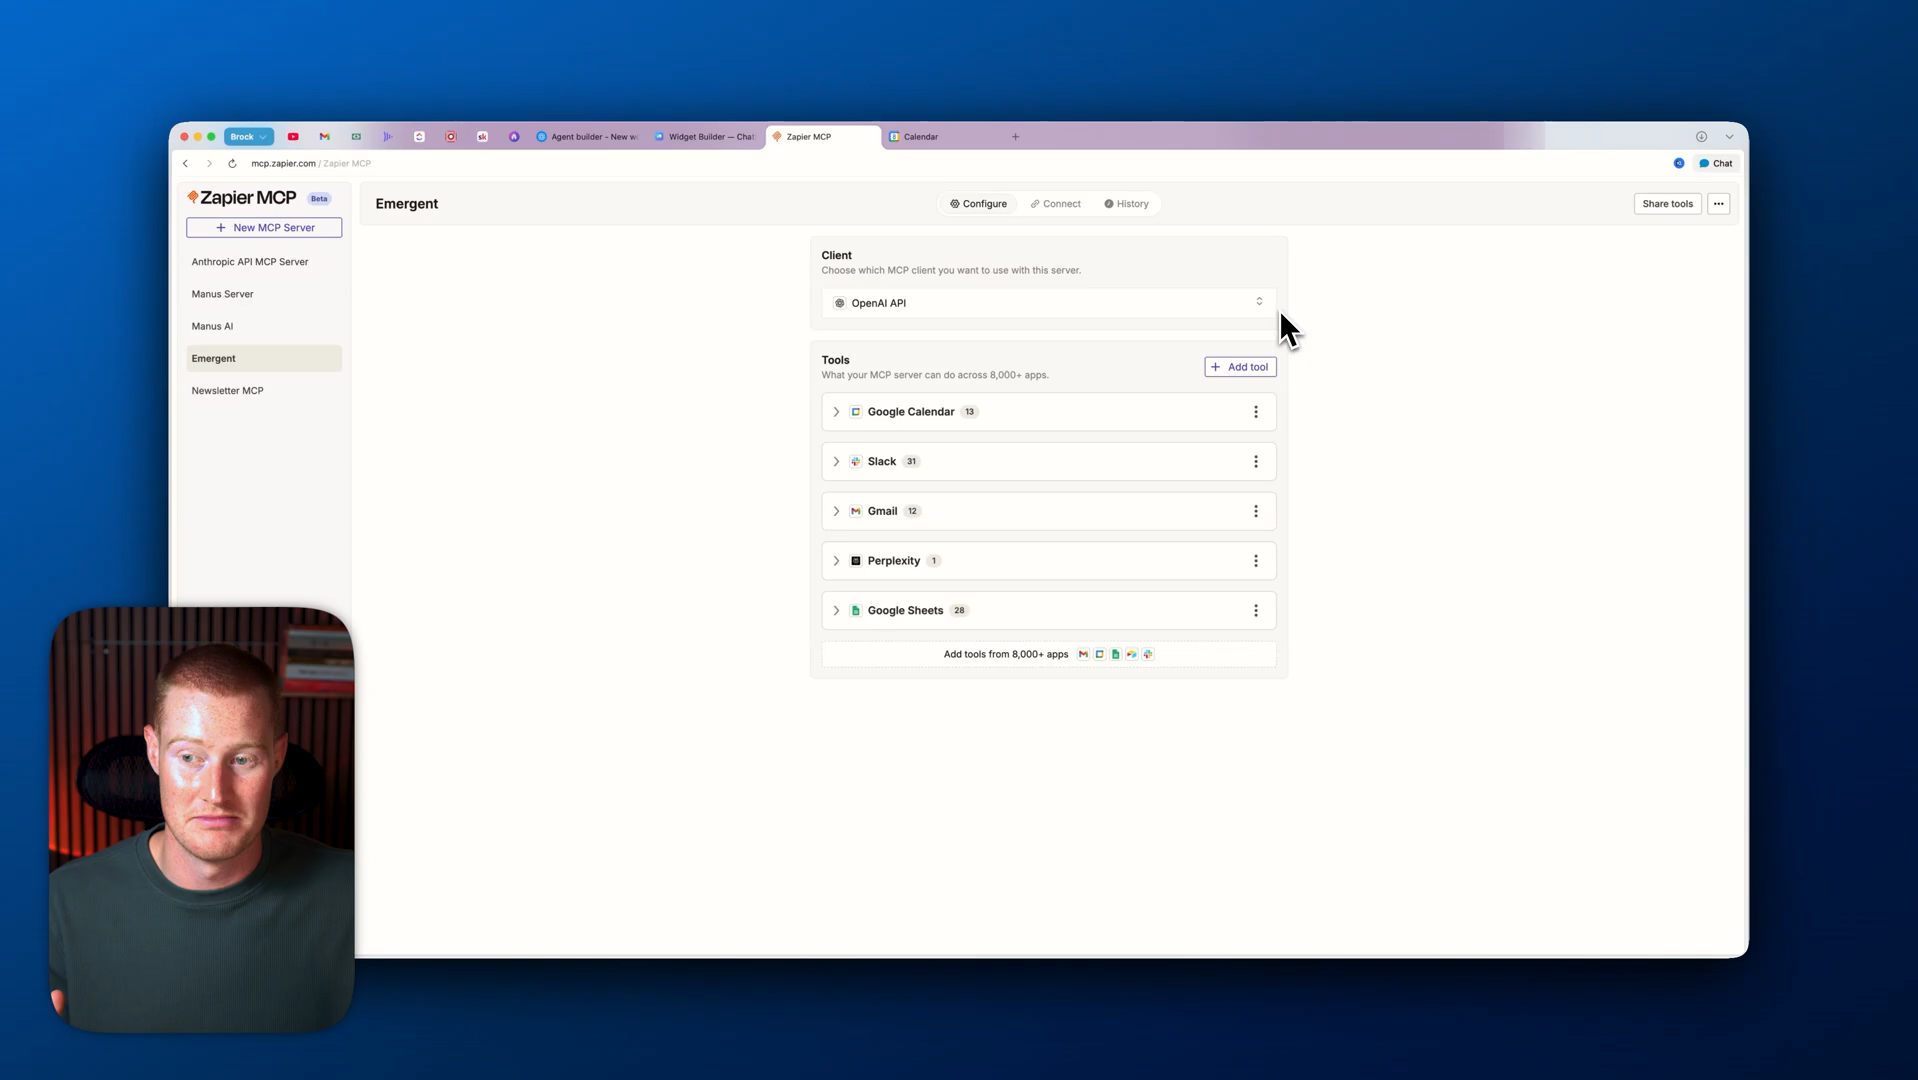 Brock
sk
Agent builder - New w
Widget Builder — Chat
Zapier MCP
Calendar
mcp.zapier.com / Zapier MCP
Chat
Zapier MCP
Beta
+ New MCP Server
Anthropic API MCP Server
Manus Server
Manus AI
Emergent
Newsletter MCP
Emergent
Configure
Connect
History
Share tools
Client
Choose which MCP client you want to use with this server.
OpenAI API
Tools
What your MCP server can do across 8,000+ apps.
+ Add tool
Google Calendar 13
Slack 31
Gmail 12
Perplexity 1
Google Sheets 28
Add tools from 8,000+ apps